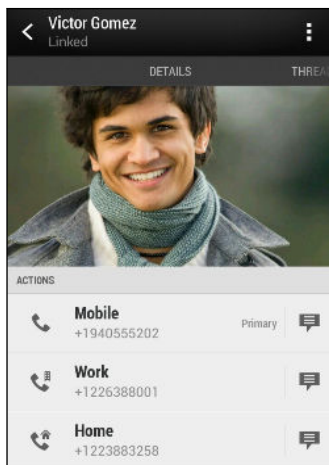 Victor Gomez
Linked
DETAILS THREA
ACTIONS
Mobile
+1940555202 Primary
Work
+1226388001
Home
+1223883258